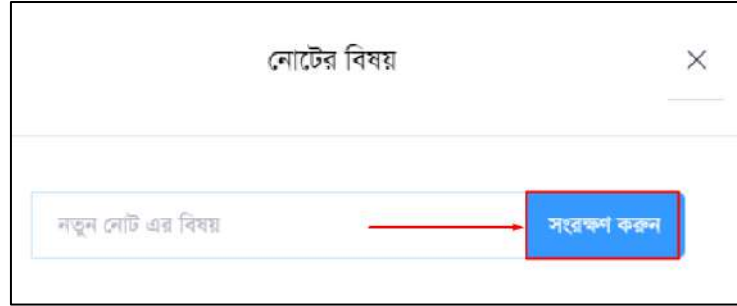 নোটের বিষয়
নতুন নোট এর বিষয়
সংরক্ষণ করুন